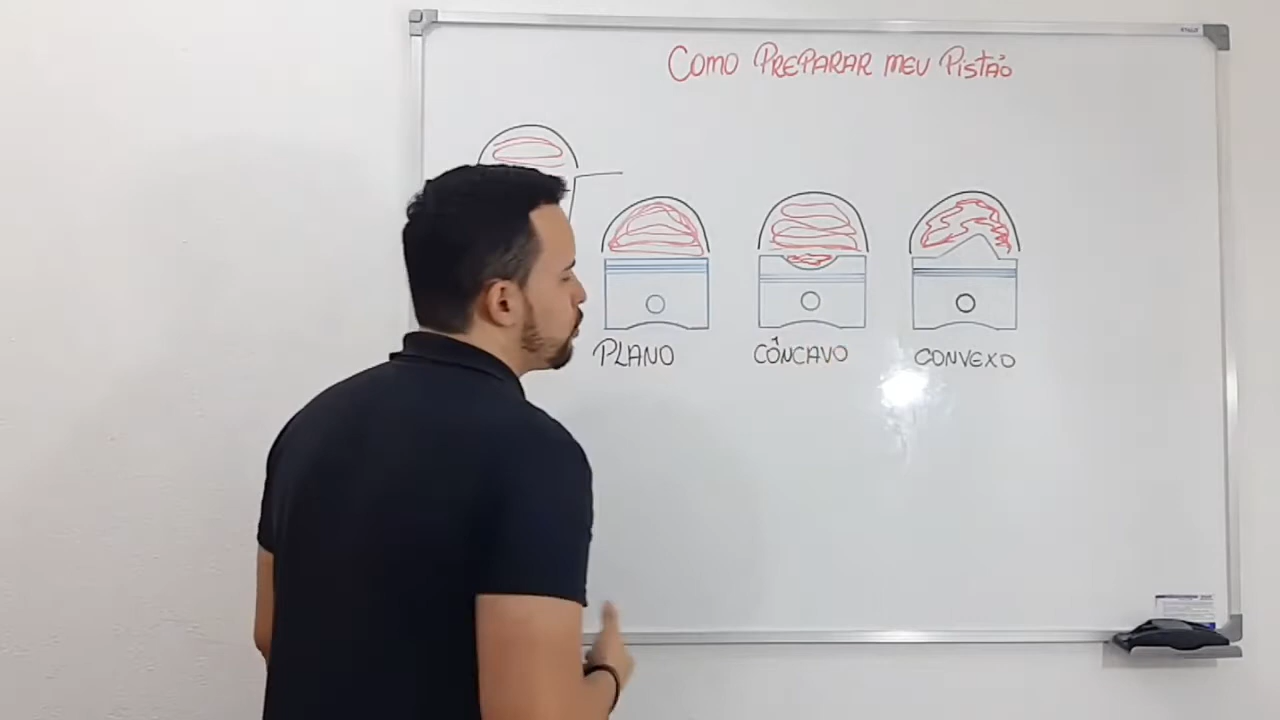 COMO PREPARAR MEU PISTÃO
PLANO
CÔNCAVO
CONVEXO